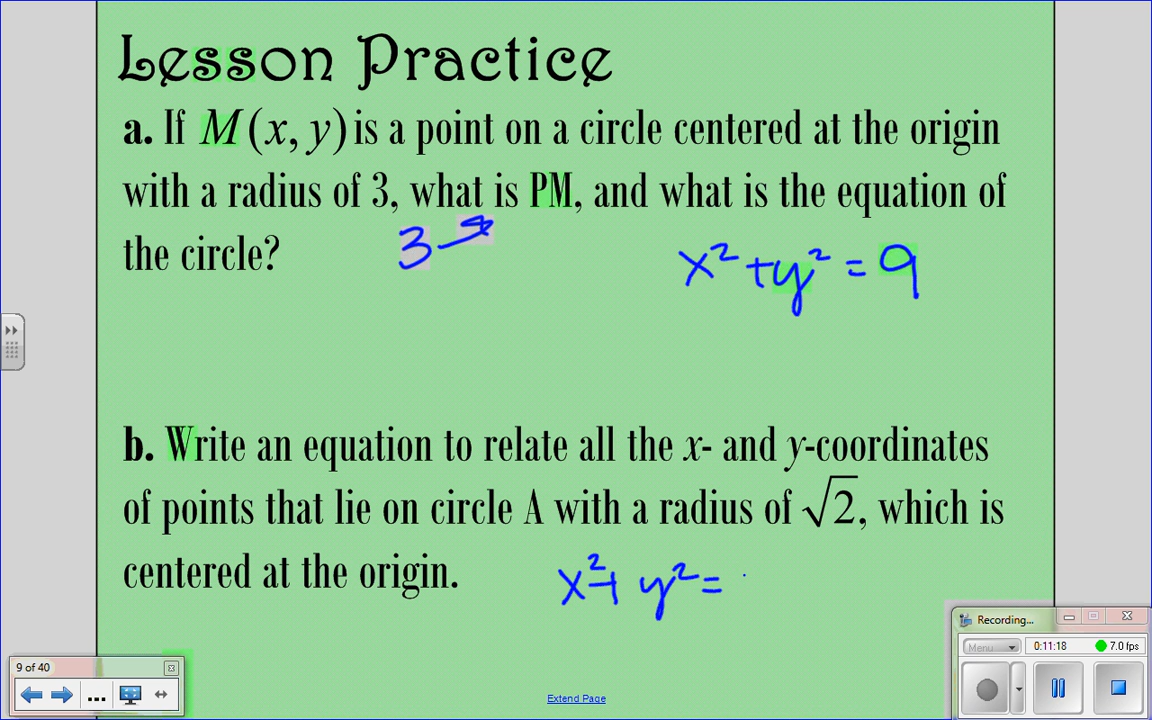 Lesson Practice
a. If M(x, y) is a point on a circle centered at the origin
with a radius of 3, what is PM, and what is the equation of
the circle?
3
x² + y² = 9
b. Write an equation to relate all the x- and y-coordinates
of points that lie on circle A with a radius of √2, which is
centered at the origin.
x² + y² =
Recording...
Menu
0:11:18
7.0 fps
9 of 40
...
Extend Page